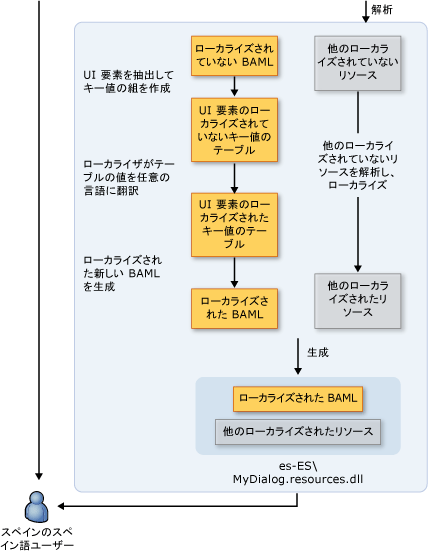 解析
ローカライズされ
ていない BAML
他のローカラ
イズされていない
リソース
UI 要素を抽出して
キー値の組を作成
UI 要素のロー
カライズされて
いないキー値の
テーブル
他のローカライ
ズされていないリ
ソースを解析し、
ローカライズ
ローカライザがテー
ブルの値を任意の
言語に翻訳
UI 要素のロー
カライズされた
キー値のテー
ブル
ローカライズされ
た新しい BAML
を生成
ローカライズさ
れた BAML
他のローカラ
イズされたリ
ソース
生成
ローカライズされた BAML
他のローカライズされたリソース
es-ES\
MyDialog.resources.dll
スペインのスペ
イン語ユーザー